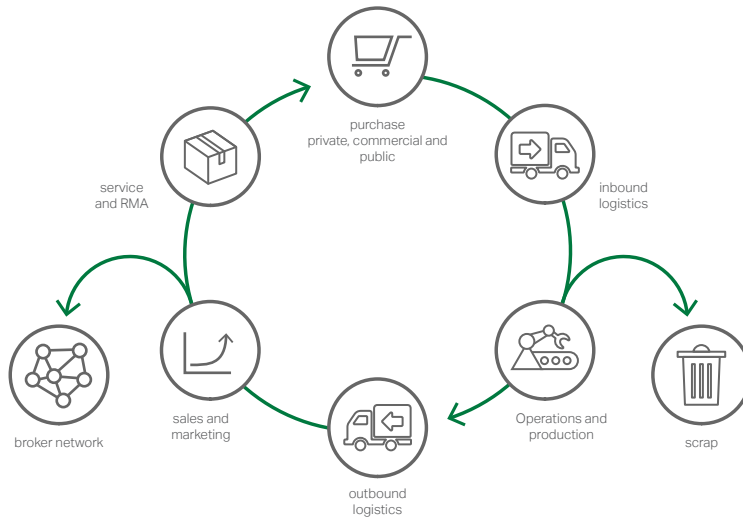 purchase
private, commercial and
public
service
and RMA
inbound
logistics
broker network
sales and
marketing
Operations and
production
scrap
outbound
logistics